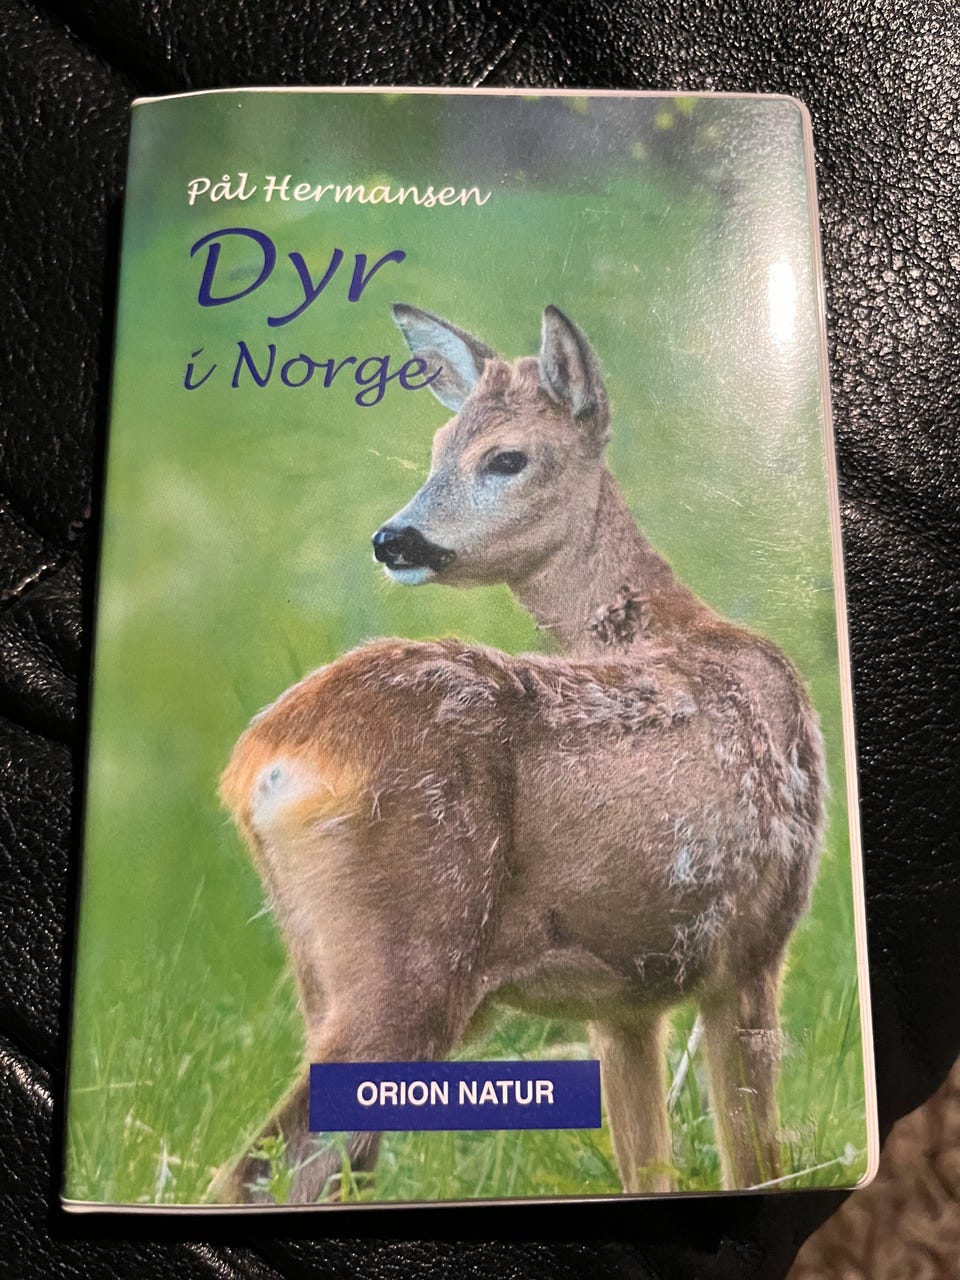 Pål Hermansen
Dyr
i Norge
ORION NATUR